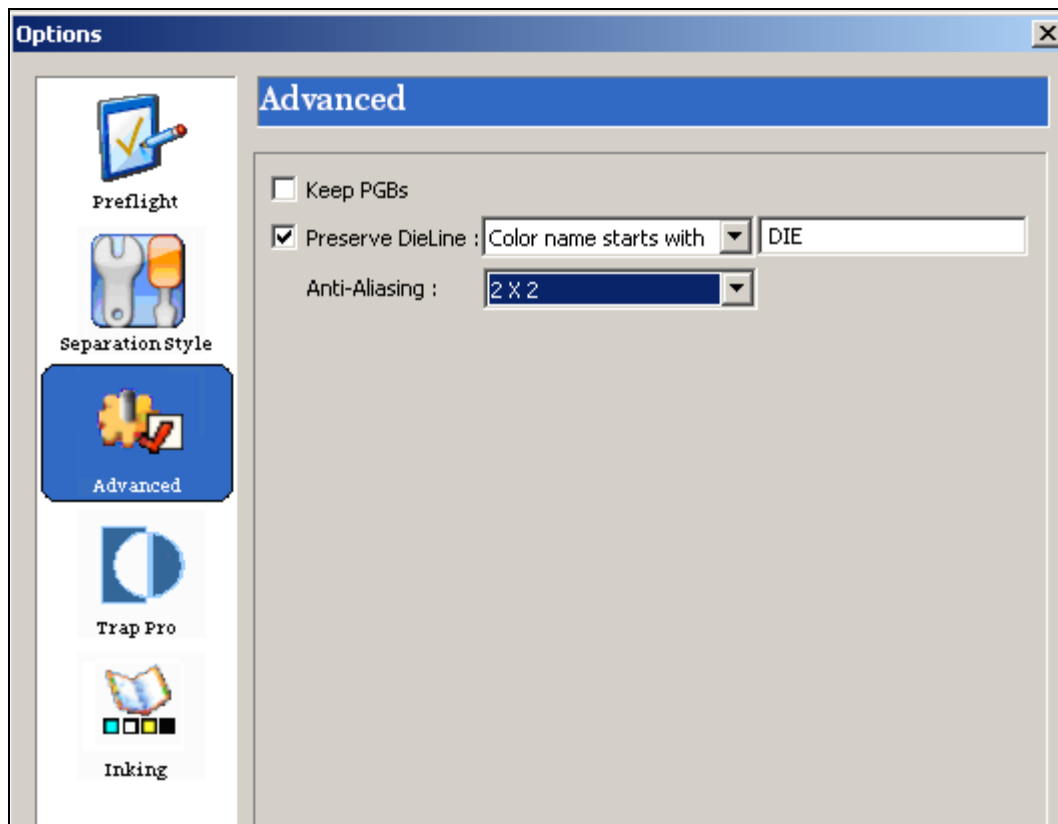 Options
Preflight
Separation Style
Advanced
Trap Pro
Inking
Advanced
Keep PGBs
Preserve DieLine : Color name starts with DIE
Anti-Aliasing : 2 X 2